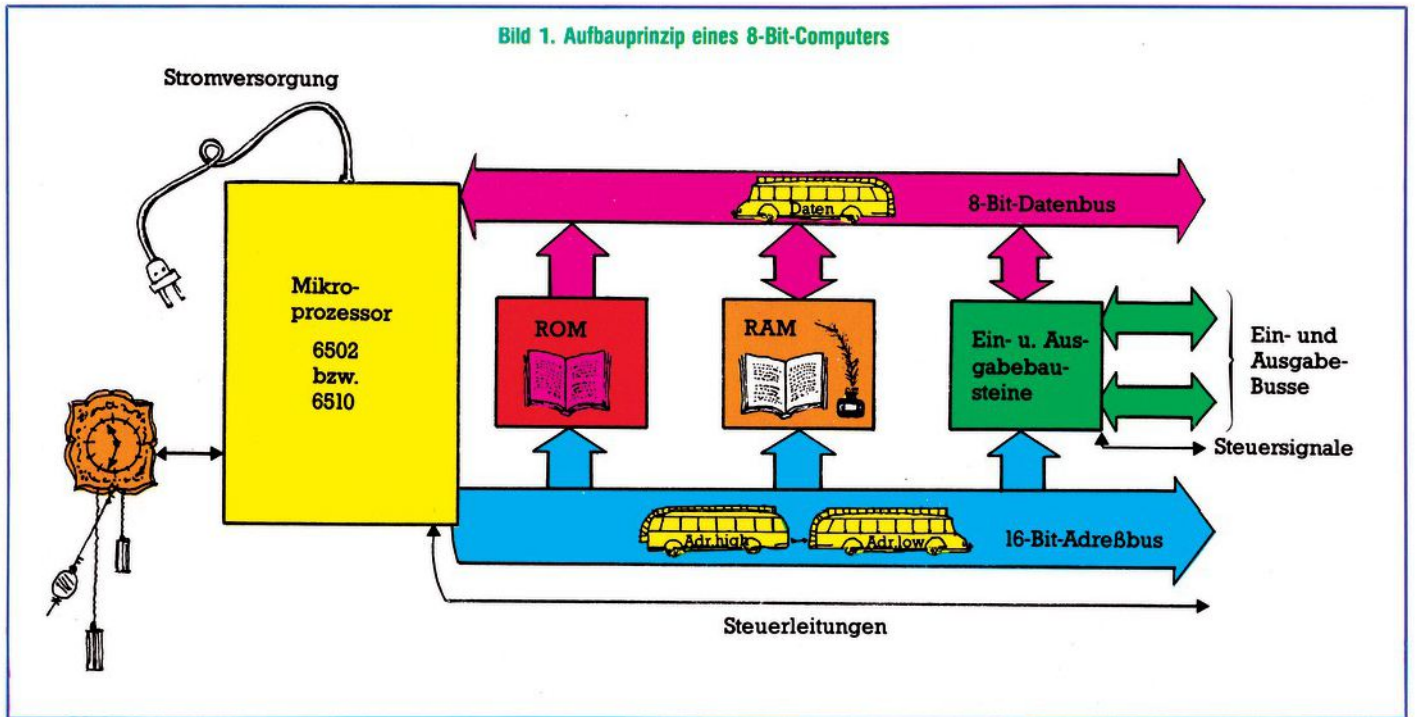 Bild 1. Aufbauprinzip eines 8-Bit-Computers
Stromversorgung
Daten
8-Bit-Datenbus
Mikro-
prozessor
6502
bzw.
6510
ROM
RAM
Ein- u. Aus-
gabebau-
steine
Ein- und
Ausgabe-
Busse
Steuersignale
Adr.high
Adr.low
16-Bit-Adreßbus
Steuerleitungen